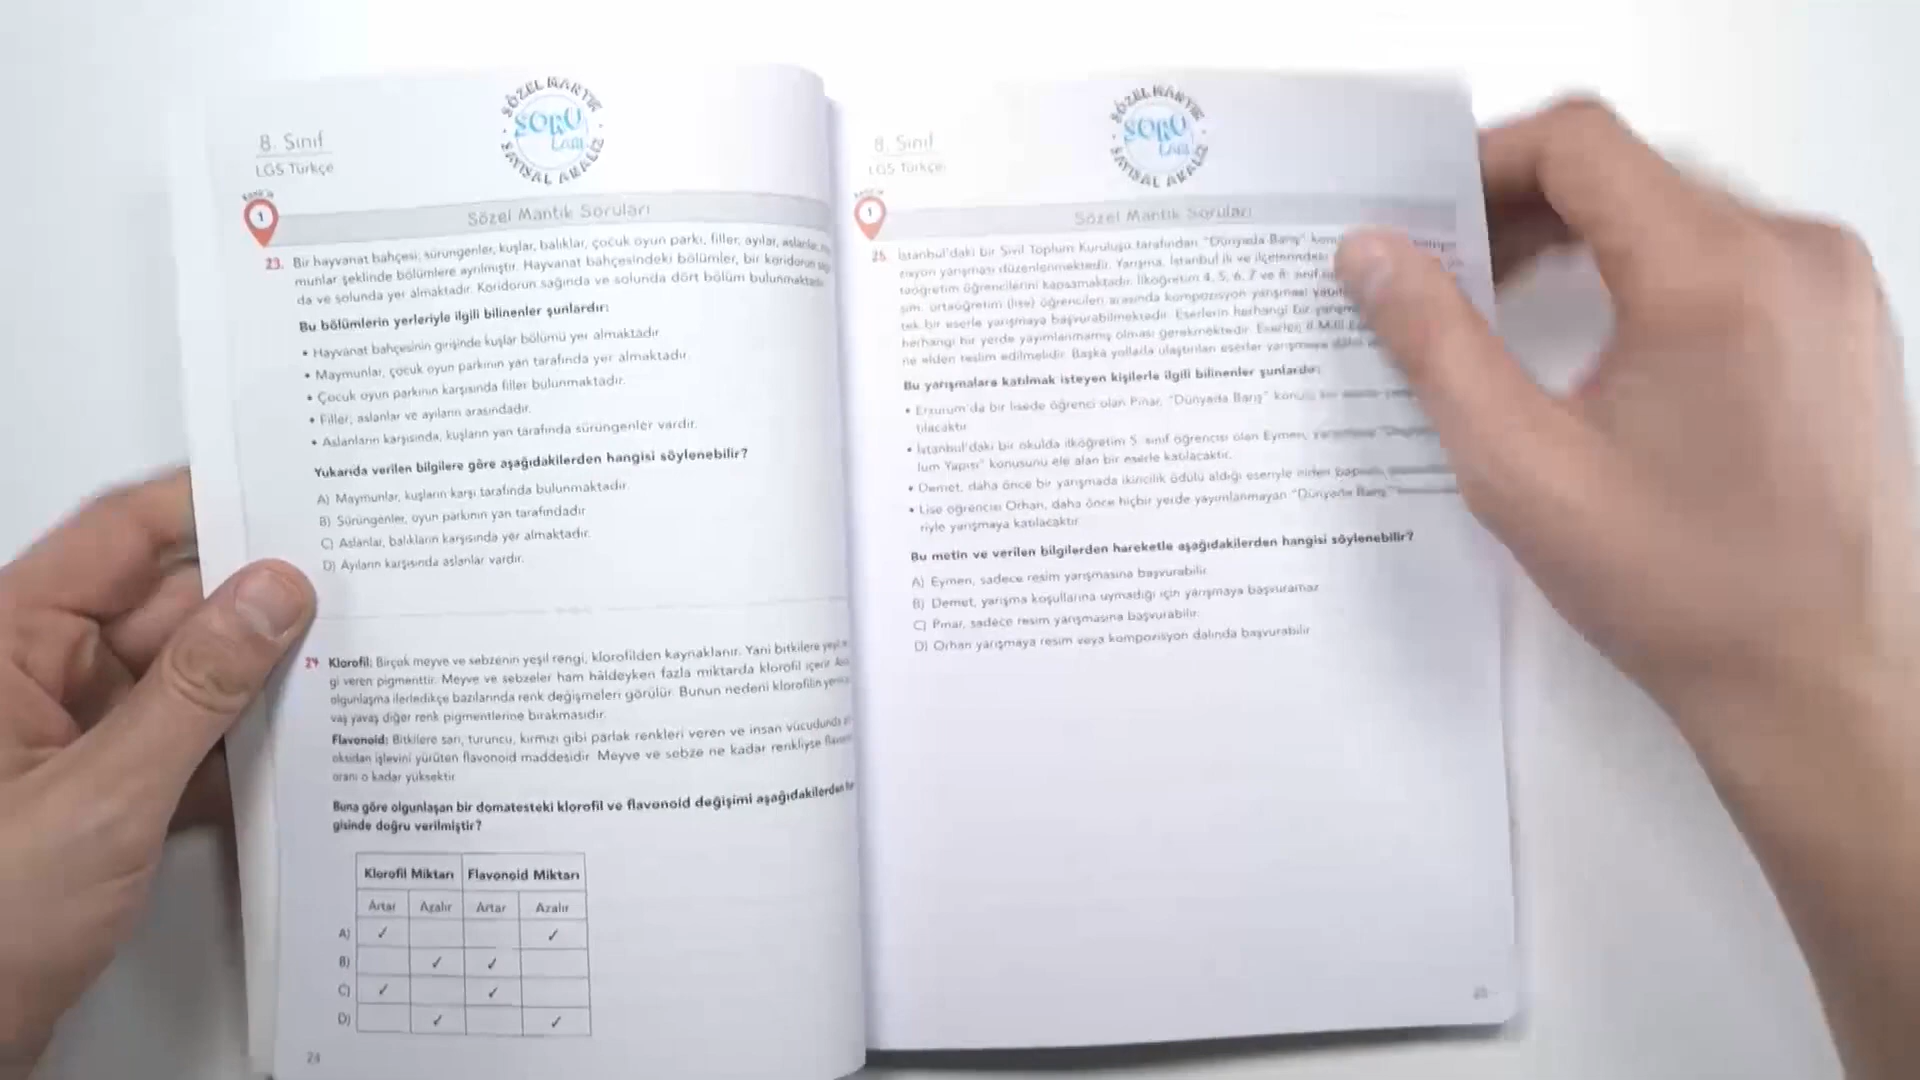 8. Sınıf
LGS Türkçe
SÖZEL MANTIK
SORU
LAB
SAYISAL ANALİZ
1
Sözel Mantık Soruları
23. Bir hayvanat bahçesi, sürüngenler, kuşlar, balıklar, çocuk oyun parkı, filler, ayılar, aslanlar,
munlar şeklinde bölümlere ayrılmıştır. Hayvanat bahçesindeki bölümler, bir koridorun
da ve solunda yer almaktadır. Koridorun sağında ve solunda dört bölüm bulunmaktadır.
Bu bölümlerin yerleriyle ilgili bilinenler şunlardır:
• Hayvanat bahçesinin girişinde kuşlar bölümü yer almaktadır.
• Maymunlar, çocuk oyun parkının yan tarafında yer almaktadır.
• Çocuk oyun parkının karşısında filler bulunmaktadır.
• Filler, aslanlar ve ayıların arasındadır.
• Aslanların karşısında, kuşların yan tarafında sürüngenler vardır.
Yukarıda verilen bilgilere göre aşağıdakilerden hangisi söylenebilir?
A) Maymunlar, kuşların karşı tarafında bulunmaktadır.
B) Sürüngenler, oyun parkının yan tarafındadır.
C) Aslanlar, balıkların karşısında yer almaktadır.
D) Ayıların karşısında aslanlar vardır.
24 Klorofil: Birçok meyve ve sebzenin yeşil rengi, klorofilden kaynaklanır. Yani bitkilere
gi veren pigmenttir. Meyve ve sebzeler ham hâldeyken fazla miktarda klorofil içerir.
olgunlaşma ilerledikçe bazılarında renk değişmeleri görülür. Bunun nedeni klorofilin
vaş yavaş diğer renk pigmentlerine bırakmasıdır.
Flavonoid: Bitkilere sarı, turuncu, kırmızı gibi parlak renkleri veren ve insan vücudunda
oksidan işlevini yürüten flavonoid maddesidir. Meyve ve sebze ne kadar renkliyse
oranı o kadar yüksektir.
Buna göre olgunlaşan bir domatesteki klorofil ve flavonoid değişimi aşağıdakilerden
gisinde doğru verilmiştir?
Klorofil Miktarı Flavonoid Miktarı
Artar Azalır Artar Azalır
A) ✓ ✓
B) ✓ ✓
C) ✓ ✓
D) ✓ ✓
24
8. Sınıf
LGS Türkçe
SÖZEL MANTIK
SORU
LAB
SAYISAL ANALİZ
1
Sözel Mantık Soruları
25. İstanbul'daki bir Sivil Toplum Kuruluşu tarafından "Dünyada Barış"
zisyon yarışması düzenlenmektedir. Yarışma, İstanbul ili ve ilçelerindeki
taöğretim öğrencilerini kapsamaktadır. İlköğretim 4, 5, 6, 7 ve 8.
sim, ortaöğretim (lise) öğrencileri arasında kompozisyon yarışması
tek bir eserle yarışmaya başvurabilmektedir. Eserlerin herhangi bir
herhangi bir yerde yayımlanmamış olması gerekmektedir. Eserler, İl Millî
ne elden teslim edilmelidir. Başka yollarla ulaştırılan eserler yarışmaya
Bu yarışmalara katılmak isteyen kişilerle ilgili bilinenler şunlardır:
• Erzurum'da bir lisede öğrenci olan Pınar, "Dünyada Barış"
tılacaktır.
• İstanbul'daki bir okulda ilköğretim 5. sınıf öğrencisi olan Eymen,
lum Yapısı" konusunu ele alan bir eserle katılacaktır.
• Demet, daha önce bir yarışmada ikincilik ödülü aldığı eseriyle elden
• Lise öğrencisi Orhan, daha önce hiçbir yerde yayımlanmayan "Dünyada Barış"
riyle yarışmaya katılacaktır.
Bu metin ve verilen bilgilerden hareketle aşağıdakilerden hangisi söylenebilir?
A) Eymen, sadece resim yarışmasına başvurabilir.
B) Demet, yarışma koşullarına uymadığı için yarışmaya başvuramaz.
C) Pınar, sadece resim yarışmasına başvurabilir.
D) Orhan yarışmaya resim veya kompozisyon dalında başvurabilir.